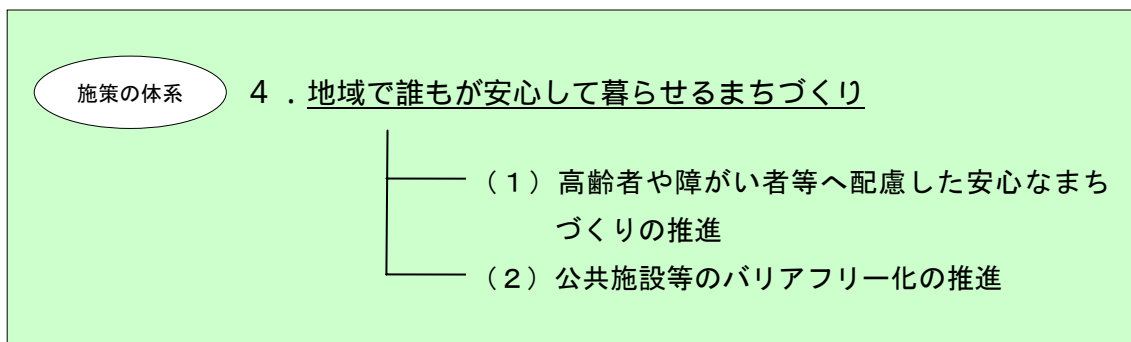 施策の体系
４．地域で誰もが安心して暮らせるまちづくり
（１）高齢者や障がい者等へ配慮した安心なまち
づくりの推進
（２）公共施設等のバリアフリー化の推進